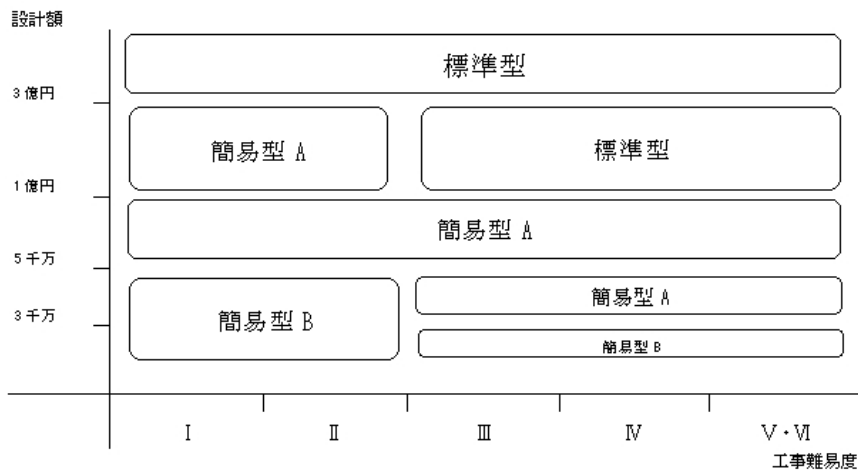 設計額
標準型
3億円
簡易型 A
標準型
1億円
簡易型 A
5千万
簡易型 A
簡易型 B
3千万
簡易型 B
Ⅰ
Ⅱ
Ⅲ
Ⅳ
Ⅴ・Ⅵ
工事難易度